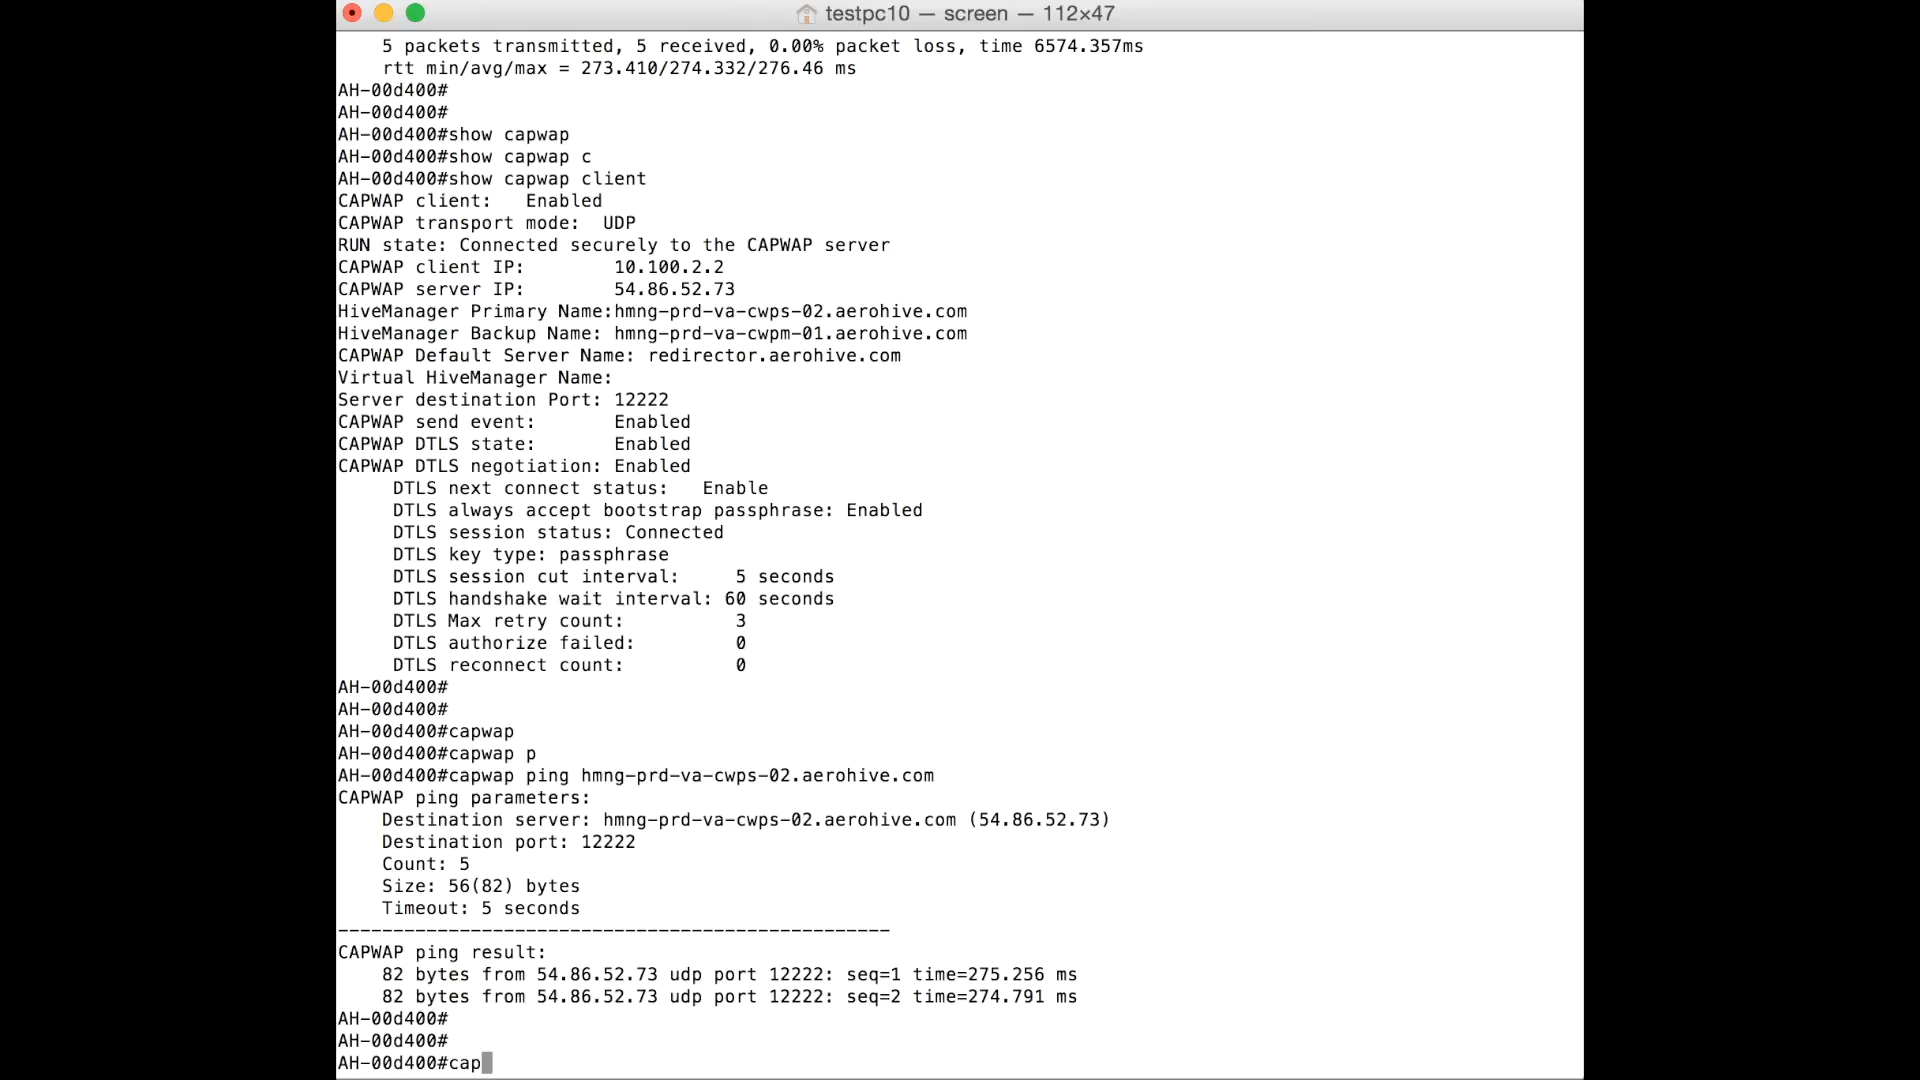 testpc10 — screen — 112×47
5 packets transmitted, 5 received, 0.00% packet loss, time 6574.357ms
rtt min/avg/max = 273.410/274.332/276.46 ms
AH-00d400#
AH-00d400#
AH-00d400#show capwap
AH-00d400#show capwap c
AH-00d400#show capwap client
CAPWAP client:   Enabled
CAPWAP transport mode:  UDP
RUN state: Connected securely to the CAPWAP server
CAPWAP client IP:        10.100.2.2
CAPWAP server IP:        54.86.52.73
HiveManager Primary Name:hmng-prd-va-cwps-02.aerohive.com
HiveManager Backup Name: hmng-prd-va-cwpm-01.aerohive.com
CAPWAP Default Server Name: redirector.aerohive.com
Virtual HiveManager Name:
Server destination Port: 12222
CAPWAP send event:       Enabled
CAPWAP DTLS state:       Enabled
CAPWAP DTLS negotiation: Enabled
     DTLS next connect status:   Enable
     DTLS always accept bootstrap passphrase: Enabled
     DTLS session status: Connected
     DTLS key type: passphrase
     DTLS session cut interval:     5 seconds
     DTLS handshake wait interval: 60 seconds
     DTLS Max retry count:          3
     DTLS authorize failed:         0
     DTLS reconnect count:          0
AH-00d400#
AH-00d400#
AH-00d400#capwap
AH-00d400#capwap p
AH-00d400#capwap ping hmng-prd-va-cwps-02.aerohive.com
CAPWAP ping parameters:
    Destination server: hmng-prd-va-cwps-02.aerohive.com (54.86.52.73)
    Destination port: 12222
    Count: 5
    Size: 56(82) bytes
    Timeout: 5 seconds
--------------------------------------------------
CAPWAP ping result:
    82 bytes from 54.86.52.73 udp port 12222: seq=1 time=275.256 ms
    82 bytes from 54.86.52.73 udp port 12222: seq=2 time=274.791 ms
AH-00d400#
AH-00d400#
AH-00d400#cap